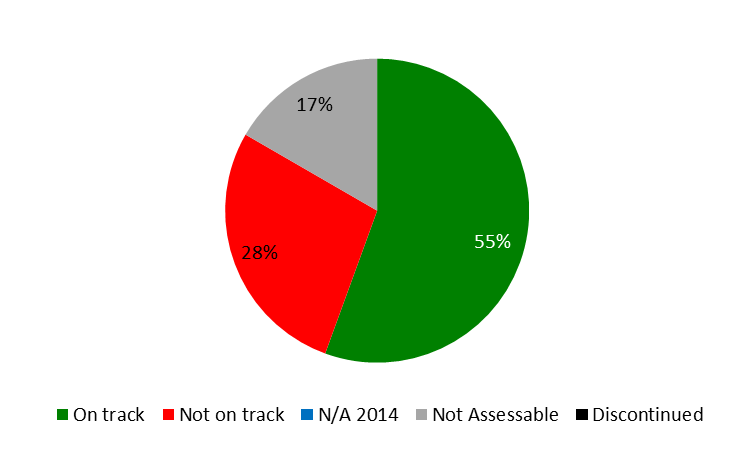 17%
55%
28%
On track Not on track N/A 2014 Not Assessable Discontinued